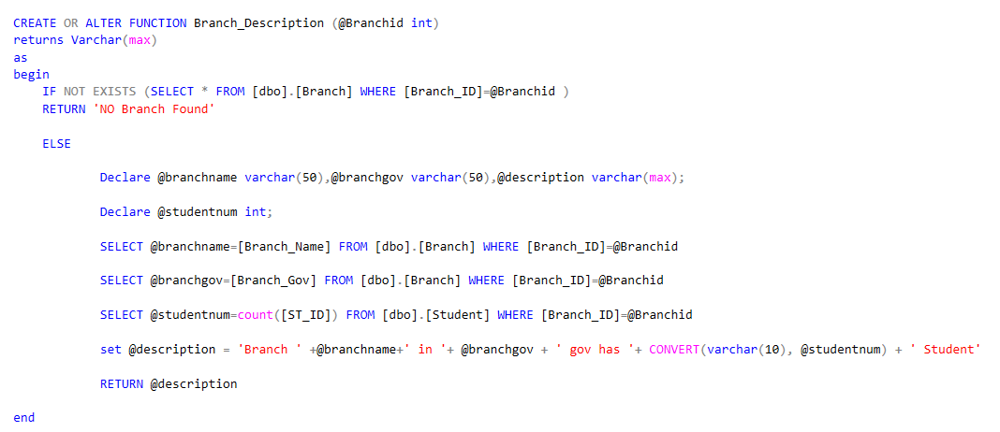 CREATE OR ALTER FUNCTION Branch_Description (@Branchid int)
returns Varchar(max)
as
begin
    IF NOT EXISTS (SELECT * FROM [dbo].[Branch] WHERE [Branch_ID]=@Branchid )
    RETURN 'NO Branch Found'
    ELSE
            Declare @branchname varchar(50),@branchgov varchar(50),@description varchar(max);
            Declare @studentnum int;
            SELECT @branchname=[Branch_Name] FROM [dbo].[Branch] WHERE [Branch_ID]=@Branchid
            SELECT @branchgov=[Branch_Gov] FROM [dbo].[Branch] WHERE [Branch_ID]=@Branchid
            SELECT @studentnum=count([ST_ID]) FROM [dbo].[Student] WHERE [Branch_ID]=@Branchid
            set @description = 'Branch ' +@branchname+' in '+ @branchgov + ' gov has '+ CONVERT(varchar(10), @studentnum) + ' Student'
            RETURN @description
end